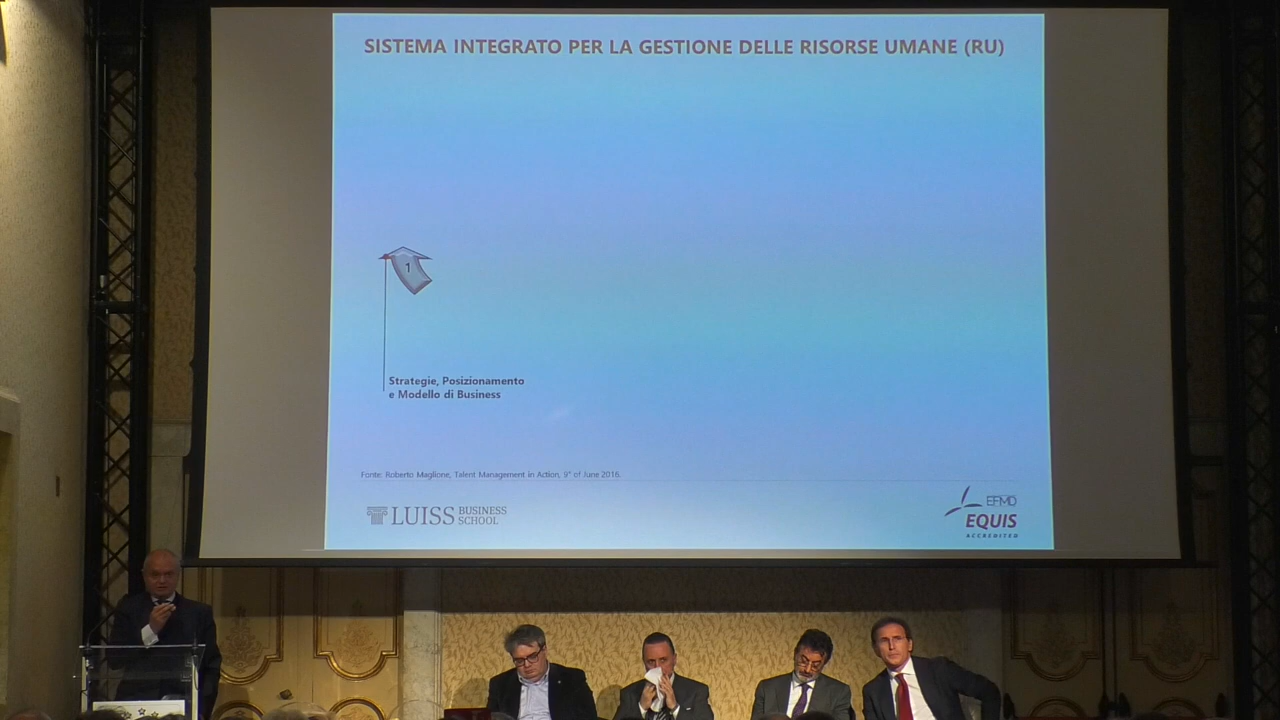 SISTEMA INTEGRATO PER LA GESTIONE DELLE RISORSE UMANE (RU)
1
Strategie, Posizionamento
e Modello di Business
Fonte: Roberto Maglione, Talent Management in Action, 9° of June 2016.
LUISS BUSINESS SCHOOL
EFMD
EQUIS
ACCREDITED